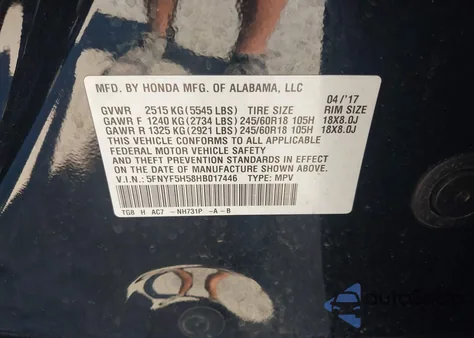 MFD. BY HONDA MFG. OF ALABAMA, LLC
04 / '17
GVWR 2515 KG (5545 LBS) TIRE SIZE RIM SIZE
GAWR F 1240 KG (2734 LBS) 245/60R18 105H 18X8.0J
GAWR R 1325 KG (2921 LBS) 245/60R18 105H 18X8.0J
THIS VEHICLE CONFORMS TO ALL APPLICABLE
FEDERAL MOTOR VEHICLE SAFETY
AND THEFT PREVENTION STANDARDS IN EFFECT
ON THE DATE OF MANUFACTURE SHOWN ABOVE.
V.I.N.: 5FNYF5H58HB017446 TYPE: MPV
TG8 H AC7 -NH731P -A -B